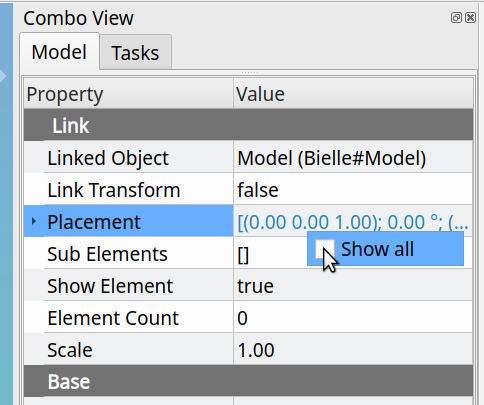 Combo View
Model Tasks
Property Value
Link
Linked Object Model (Bielle#Model)
Link Transform false
Placement [(0.00 0.00 1.00); 0.00 °; (...
Sub Elements []
Show all
Show Element true
Element Count 0
Scale 1.00
Base